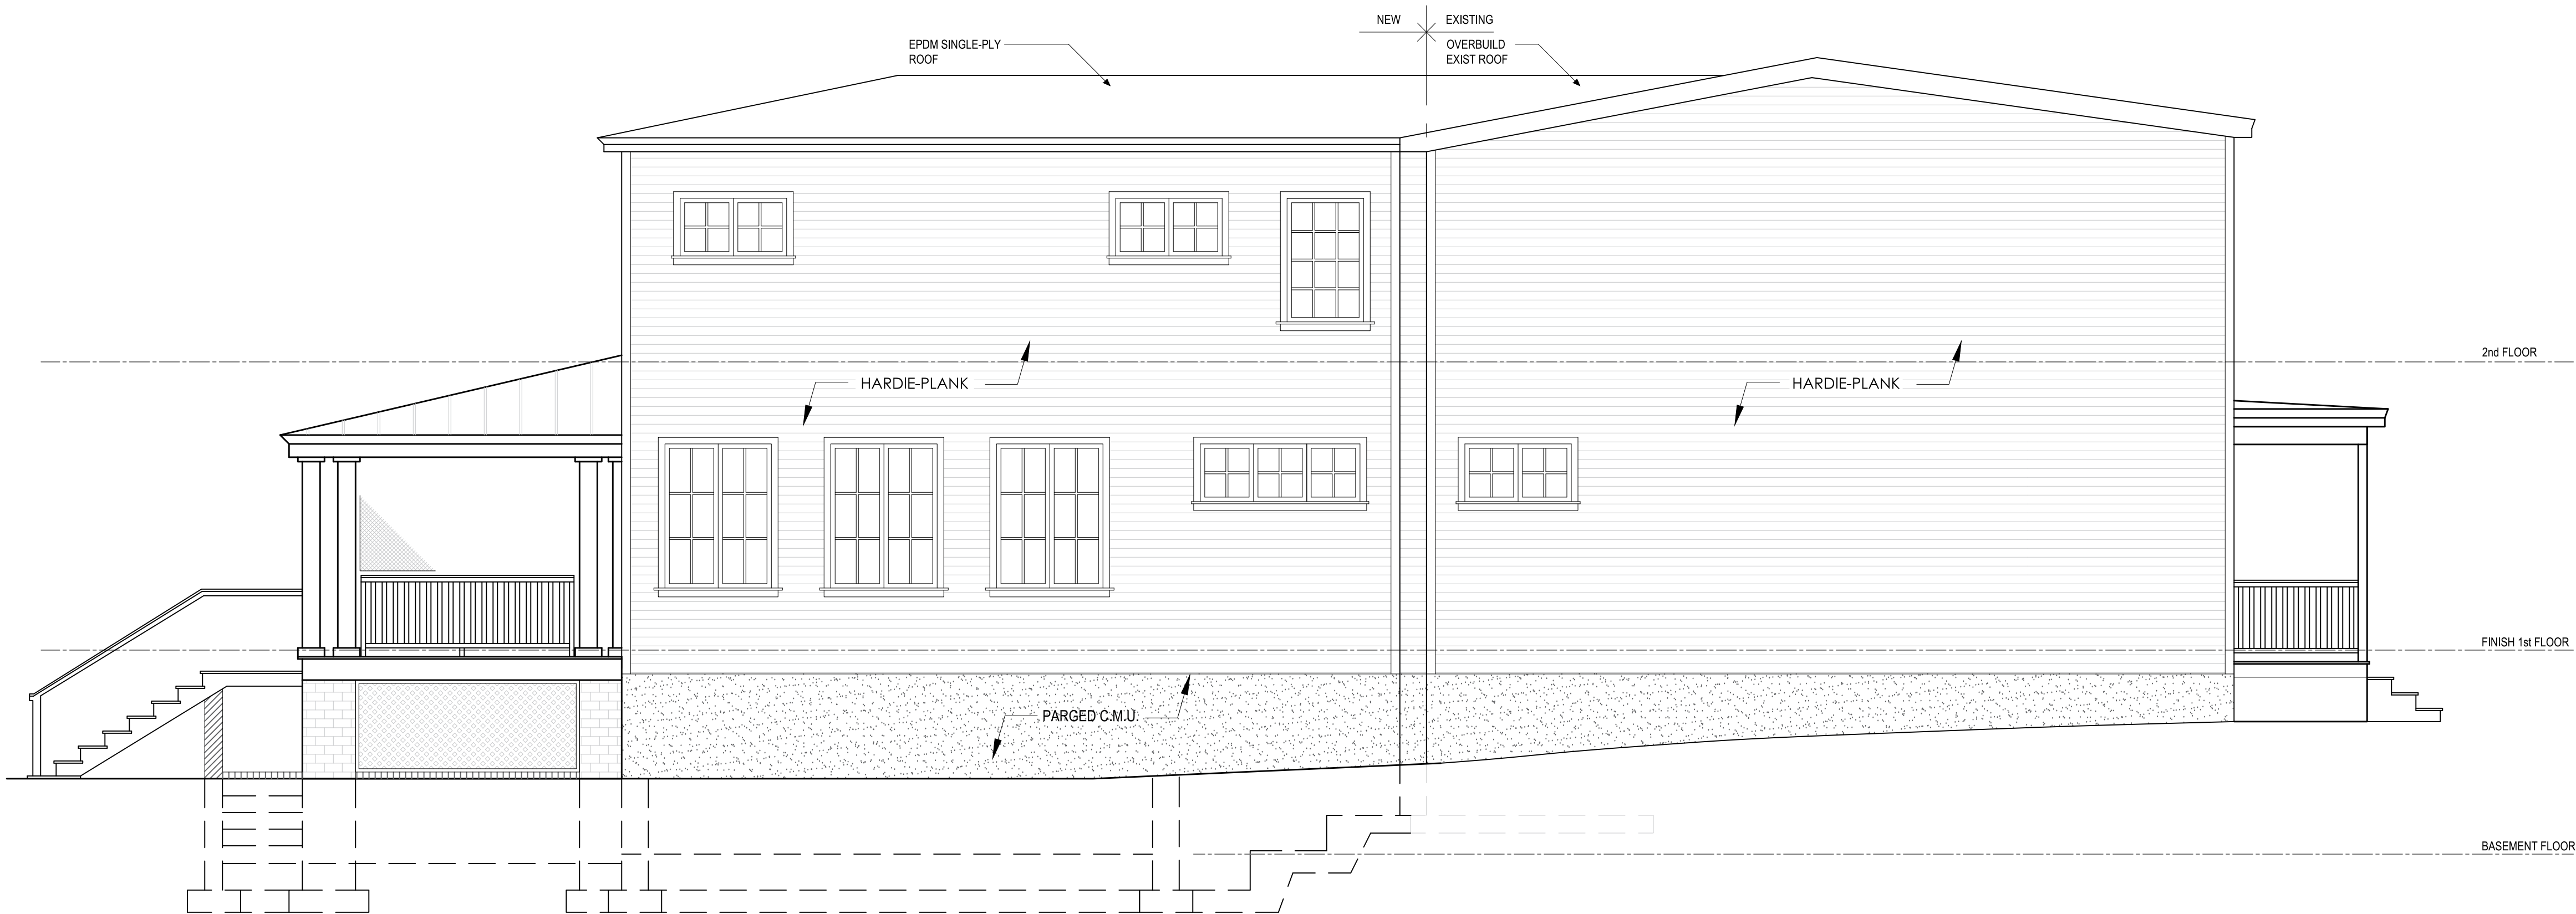 NEW EXISTING
EPDM SINGLE-PLY
ROOF
OVERBUILD
EXIST ROOF
2nd FLOOR
HARDIE-PLANK
HARDIE-PLANK
FINISH 1st FLOOR
PARGED C.M.U.
BASEMENT FLOOR